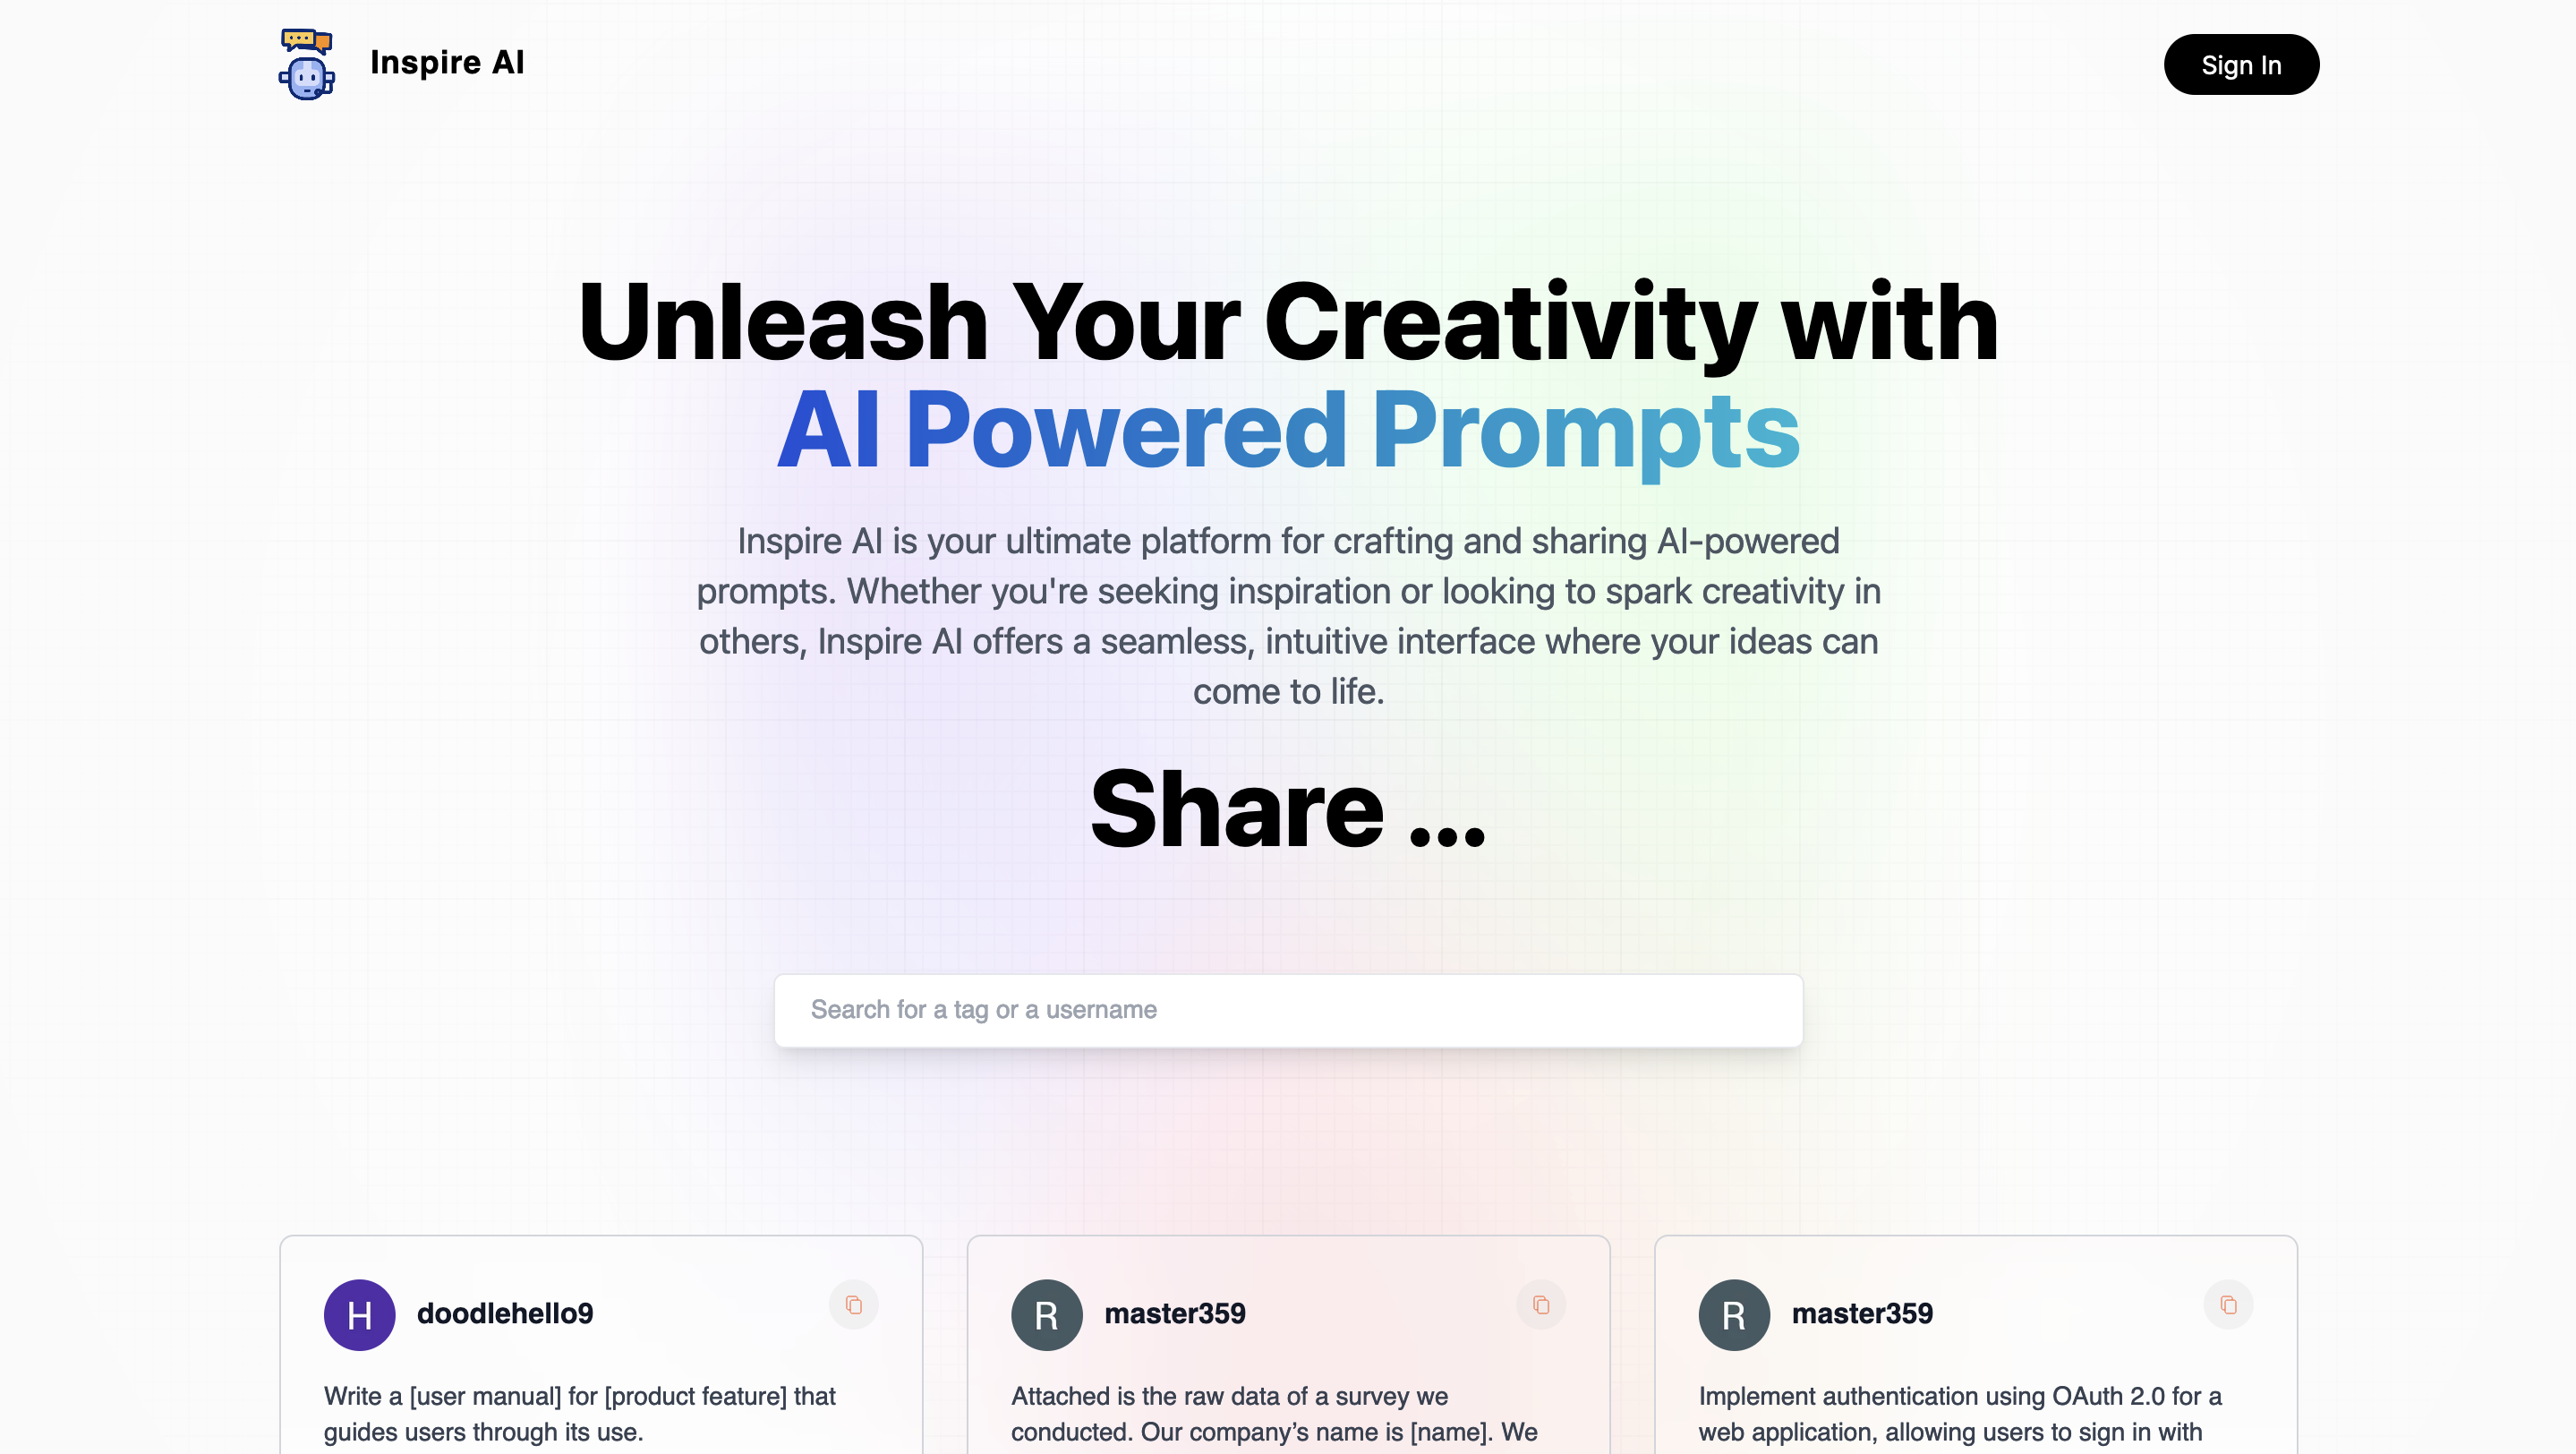 Inspire AI
Sign In
Unleash Your Creativity with
AI Powered Prompts
Inspire AI is your ultimate platform for crafting and sharing AI-powered
prompts. Whether you're seeking inspiration or looking to spark creativity in
others, Inspire AI offers a seamless, intuitive interface where your ideas can
come to life.
Share ...
Search for a tag or a username
H
doodlehello9
Write a [user manual] for [product feature] that
guides users through its use.
R
master359
Attached is the raw data of a survey we
conducted. Our company’s name is [name]. We
R
master359
Implement authentication using OAuth 2.0 for a
web application, allowing users to sign in with